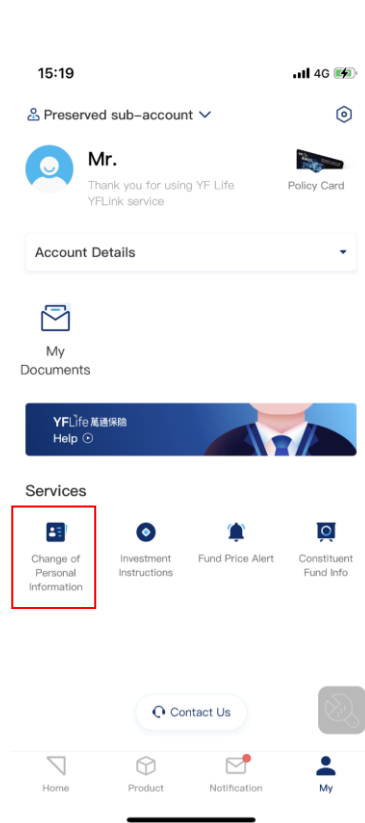 15:19
4G
Preserved sub-account
Mr.
Thank you for using YF Life
YFLink service
Policy Card
Account Details
My
Documents
YFLife 萬通保險
Help
Services
Change of
Personal
Information
Investment
Instructions
Fund Price Alert
Constituent
Fund Info
Contact Us
Home
Product
Notification
My